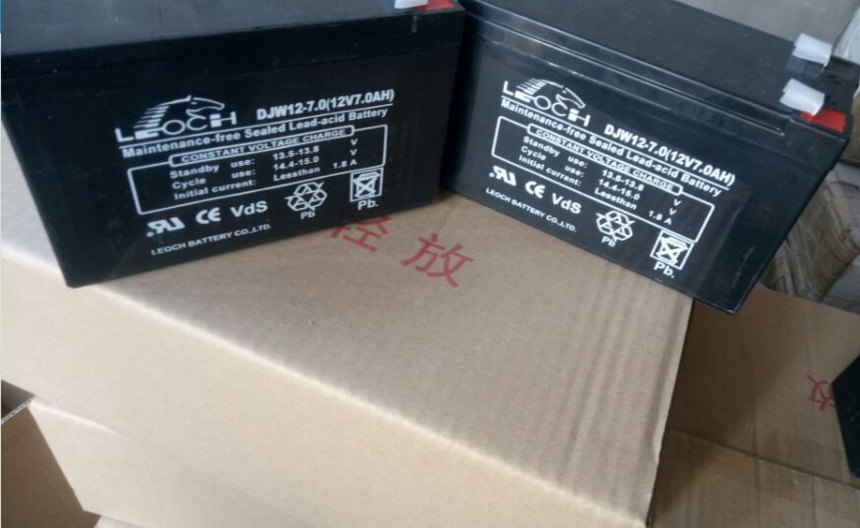 LEOCH
DJW12-7.0(12V7.0AH)
Maintenance-free Sealed Lead-acid Battery
CONSTANT VOLTAGE CHARGE
Standby use: 13.5-13.8 V
Cycle use: 14.4-15.0 V
Initial current: Lessthan 1.8 A
CE VdS
Pb
Pb.
LEOCH BATTERY CO.,LTD.
LEOCH
DJW12-7.0(12V7.0AH)
Maintenance-free Sealed Lead-acid Battery
CONSTANT VOLTAGE CHARGE
Standby use: 13.5-13.8 V
Cycle use: 14.4-15.0 V
Initial current: Lessthan 1.8 A
CE VdS
Pb
Pb.
LEOCH BATTERY CO.,LTD.
轻放